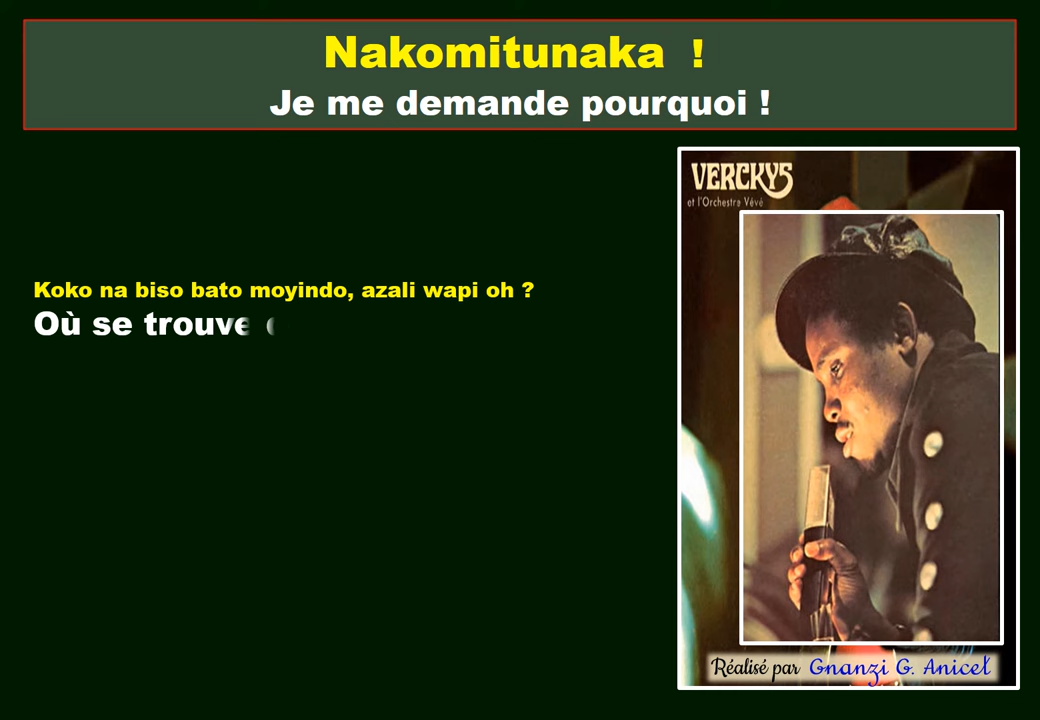 Nakomitunaka !
Je me demande pourquoi !
Koko na biso bato moyindo, azali wapi oh ?
Où se trouve
VERCKYS
et l'Orchestre Vévé
Réalisé par Gnanzi G. Anicet